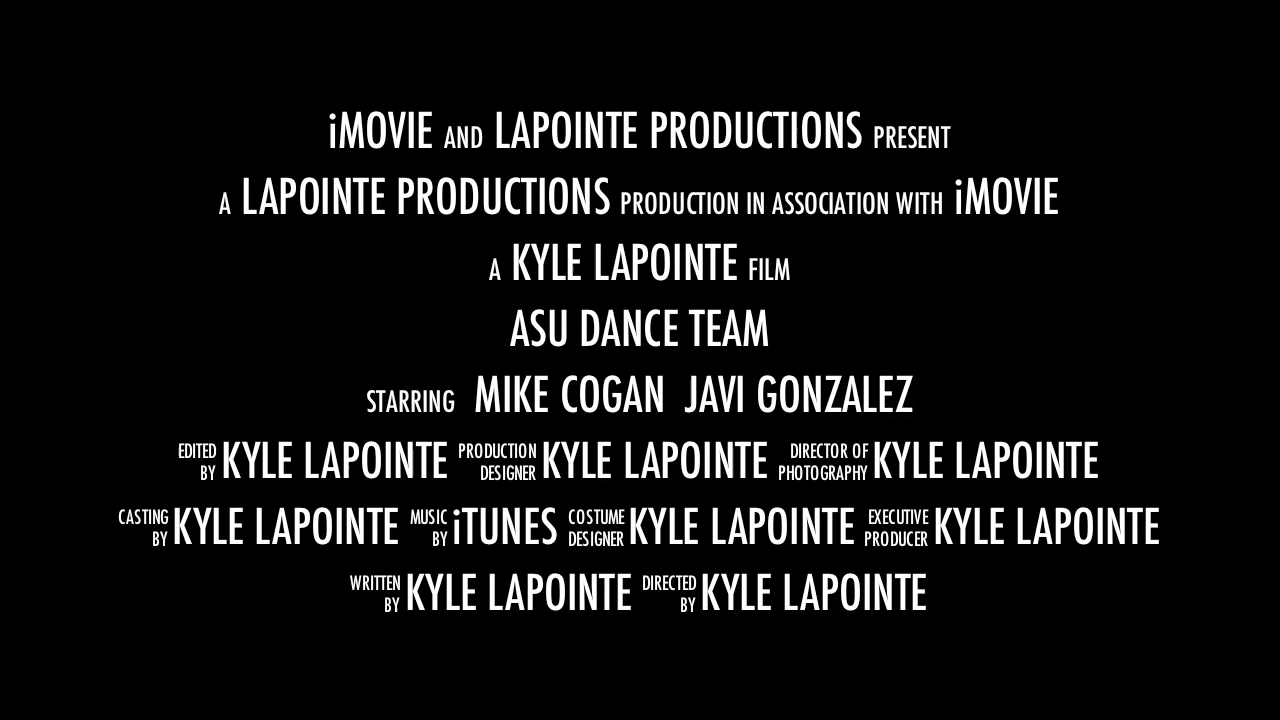 iMOVIE AND LAPOINTE PRODUCTIONS PRESENT
A LAPOINTE PRODUCTIONS PRODUCTION IN ASSOCIATION WITH iMOVIE
A KYLE LAPOINTE FILM
ASU DANCE TEAM
STARRING MIKE COGAN JAVI GONZALEZ
EDITED BY KYLE LAPOINTE PRODUCTION DESIGNER KYLE LAPOINTE DIRECTOR OF PHOTOGRAPHY KYLE LAPOINTE
CASTING BY KYLE LAPOINTE MUSIC BY iTUNES COSTUME DESIGNER KYLE LAPOINTE EXECUTIVE PRODUCER KYLE LAPOINTE
WRITTEN BY KYLE LAPOINTE DIRECTED BY KYLE LAPOINTE